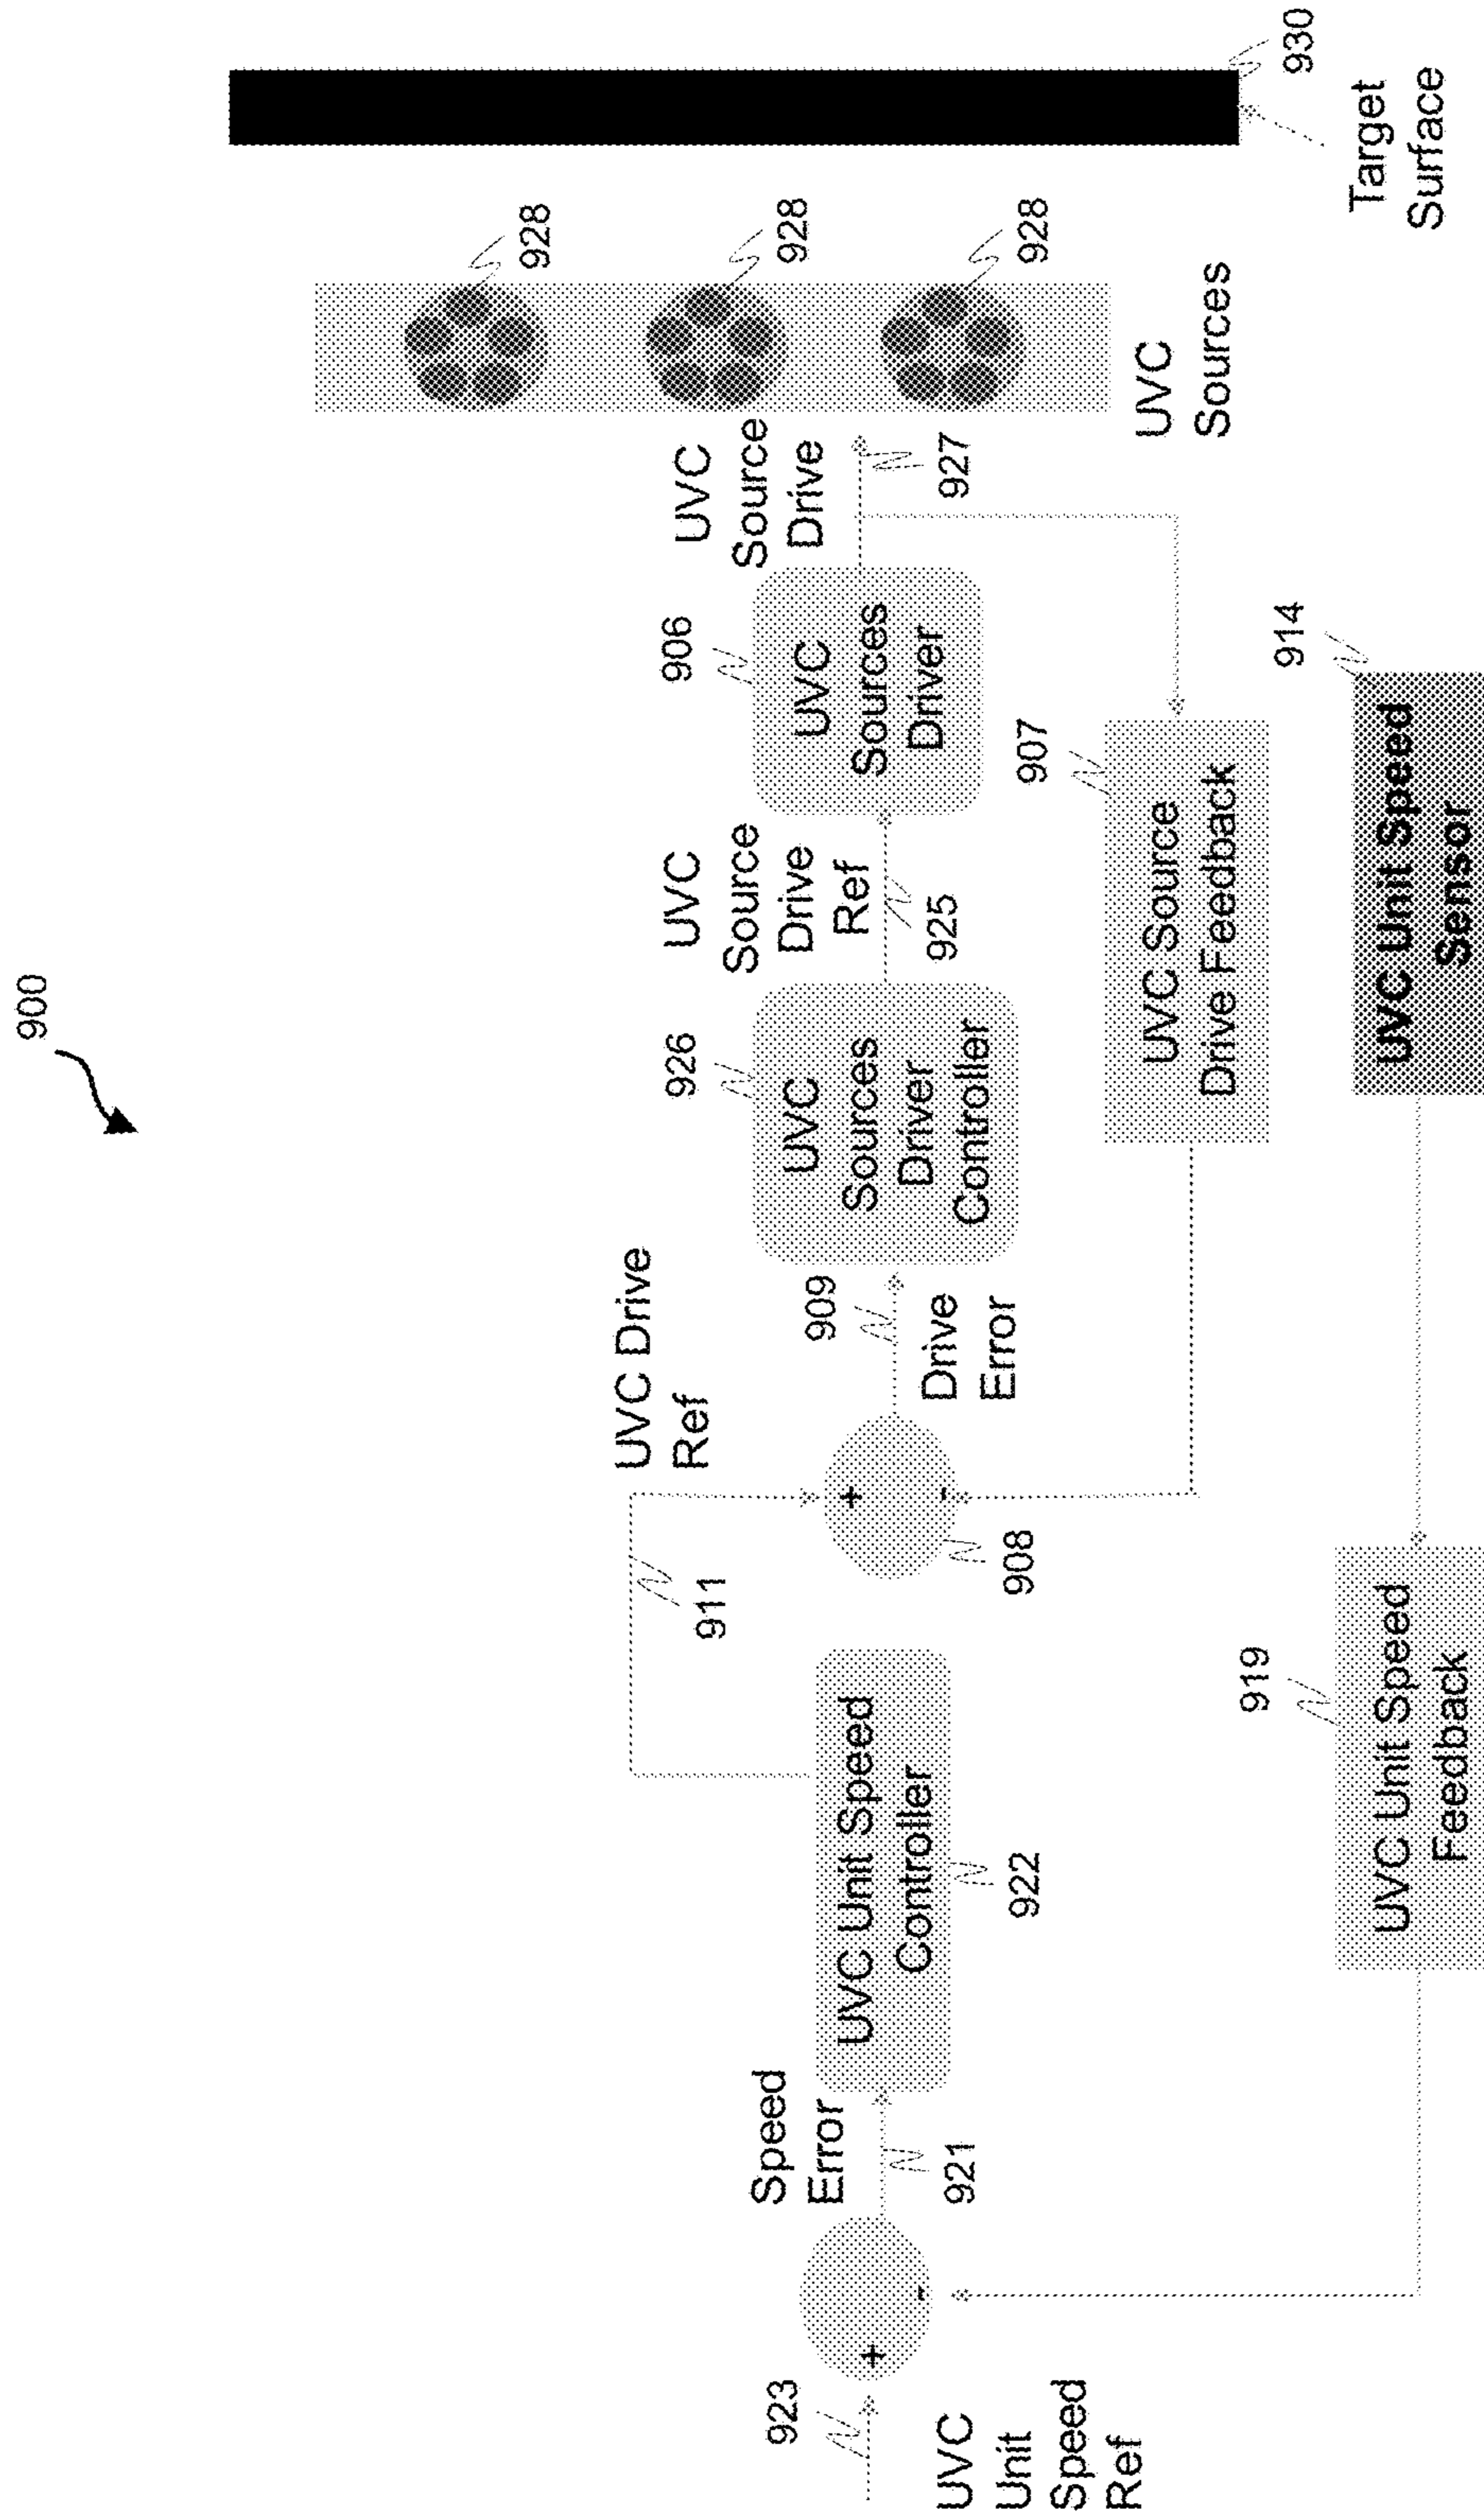 900
923
UVC
Unit
Speed
Ref
+
-
Speed
Error
921
UVC Unit Speed
Controller
922
911
UVC Drive
Ref
+
-
908
909
Drive
Error
926
UVC
Sources
Driver
Controller
UVC
Source
Drive
Ref
925
906
UVC
Sources
Driver
UVC
Source
Drive
927
928
928
928
UVC
Sources
930
Target
Surface
907
UVC Source
Drive Feedback
919
UVC Unit Speed
Feedback
914
UVC Unit Speed
Sensor